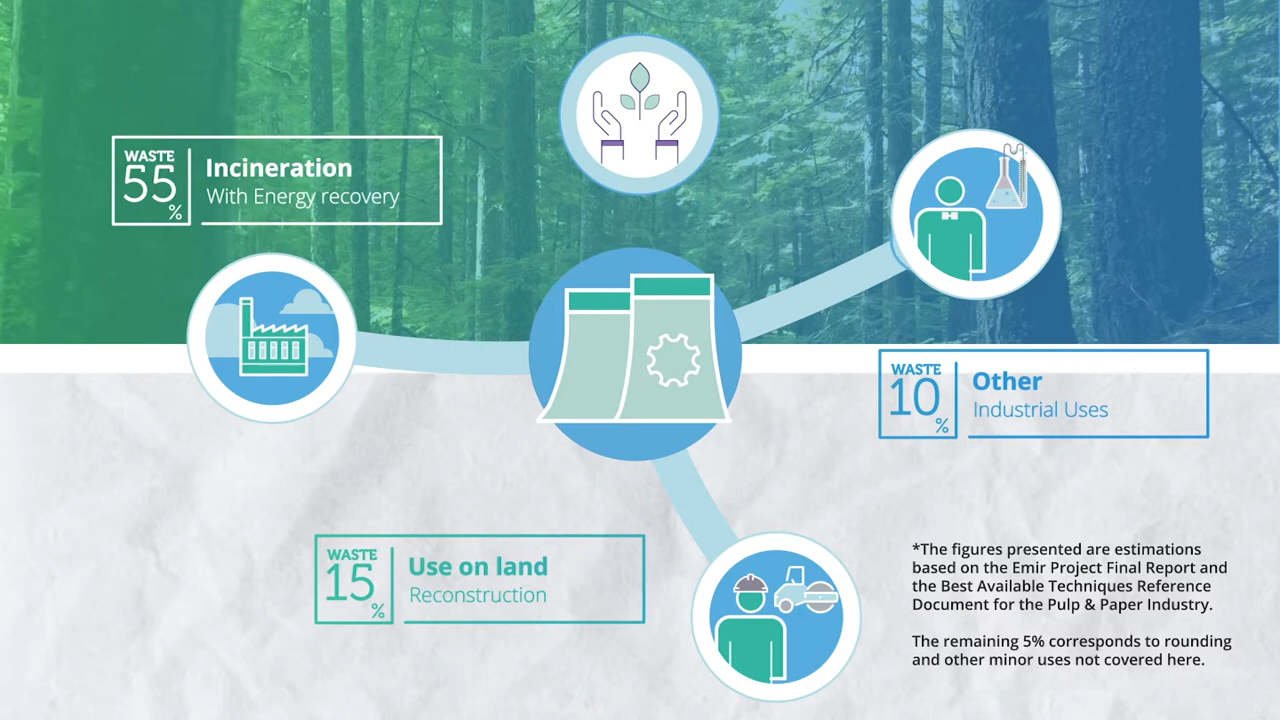 WASTE
55
%
Incineration
With Energy recovery
WASTE
10
%
Other
Industrial Uses
WASTE
15
%
Use on land
Reconstruction
*The figures presented are estimations
based on the Emir Project Final Report and
the Best Available Techniques Reference
Document for the Pulp & Paper Industry.
The remaining 5% corresponds to rounding
and other minor uses not covered here.